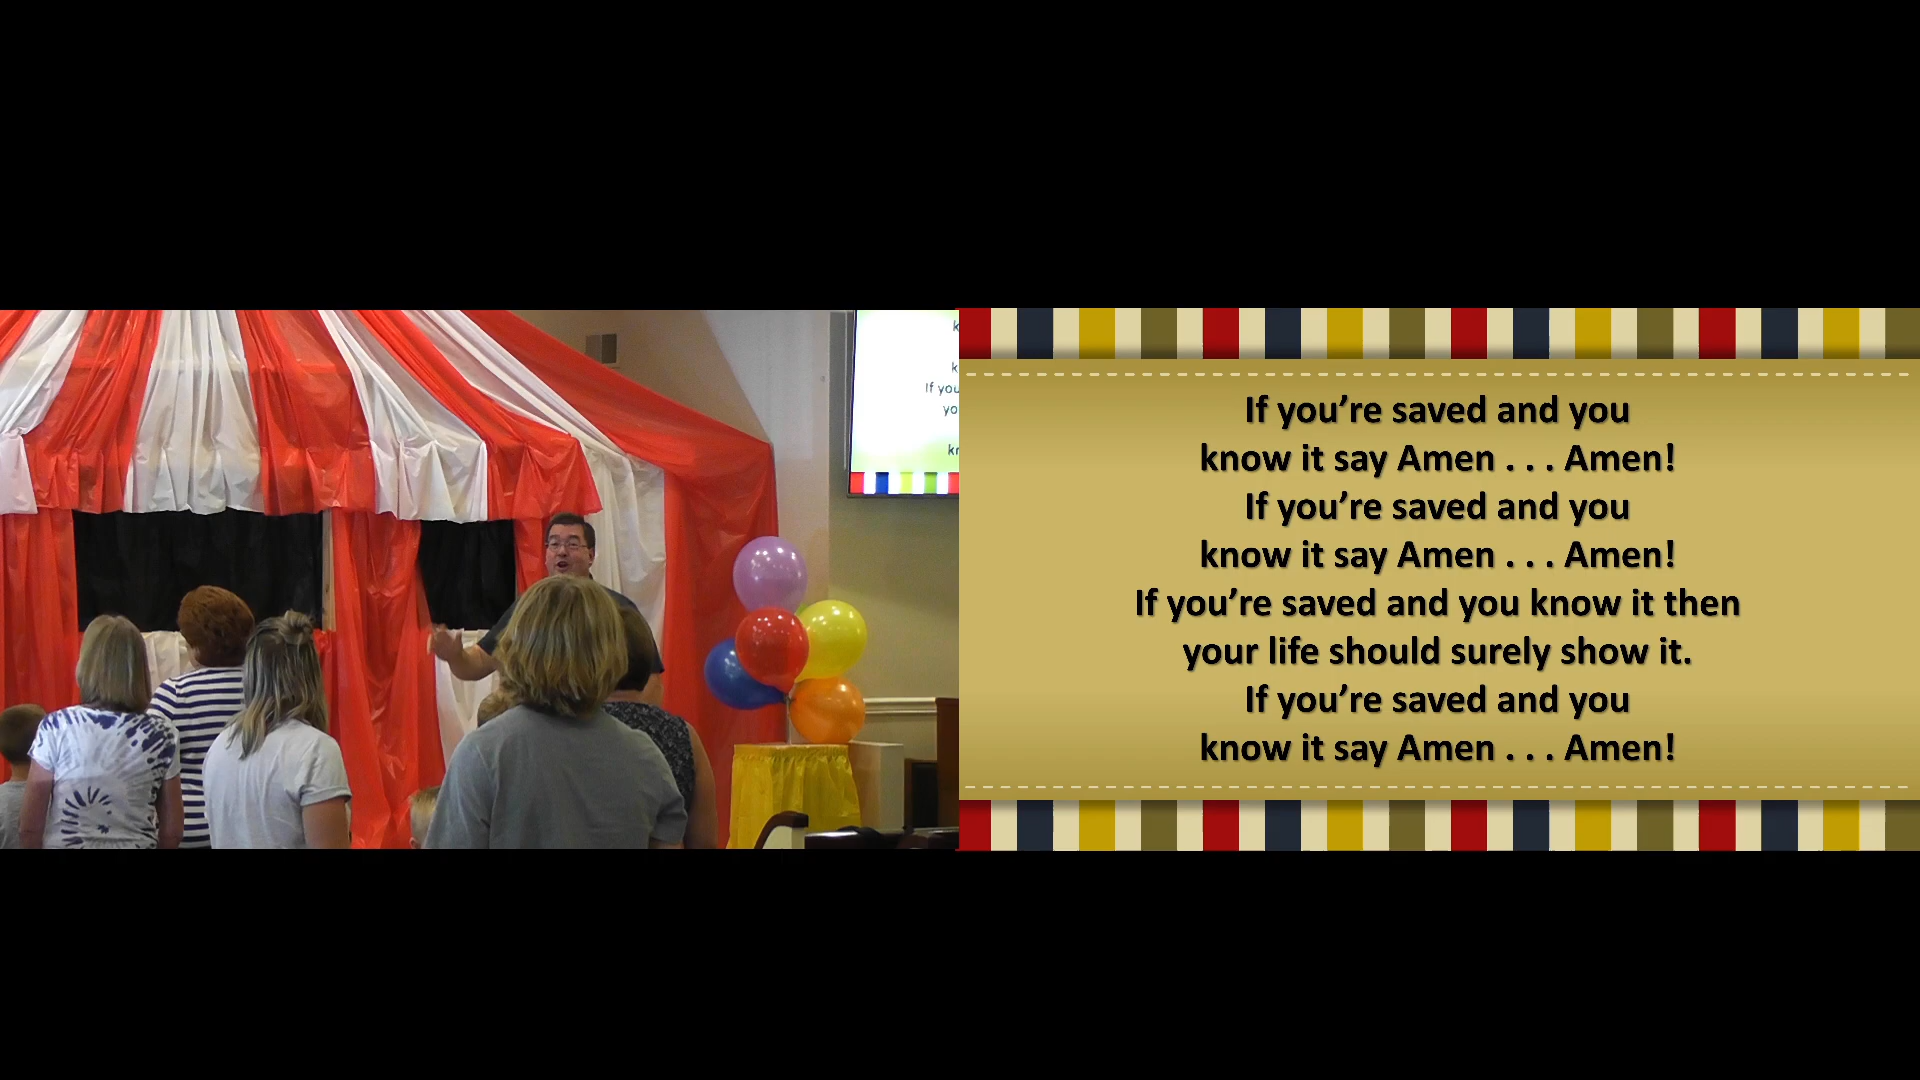 If you
If you’re saved and you
know it say Amen . . . Amen!
If you’re saved and you
know it say Amen . . . Amen!
If you’re saved and you know it then
your life should surely show it.
If you’re saved and you
know it say Amen . . . Amen!